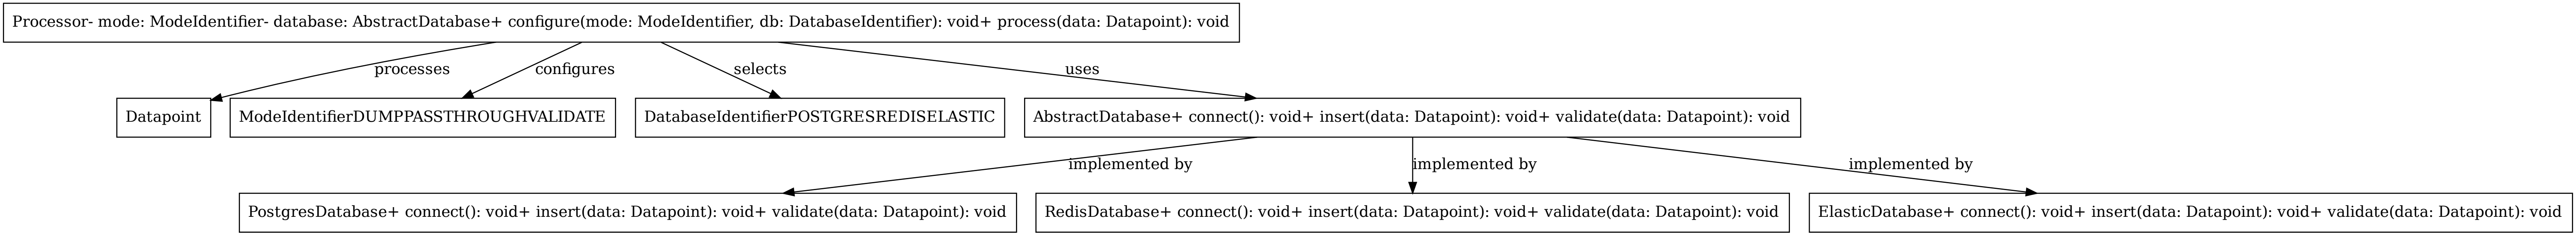 Processor- mode: ModeIdentifier- database: AbstractDatabase+ configure(mode: ModeIdentifier, db: DatabaseIdentifier): void+ process(data: Datapoint): void
processes
configures
selects
uses
Datapoint
ModeIdentifierDUMPPASSTHROUGHVALIDATE
DatabaseIdentifierPOSTGRESREDISELASTIC
AbstractDatabase+ connect(): void+ insert(data: Datapoint): void+ validate(data: Datapoint): void
implemented by
implemented by
implemented by
PostgresDatabase+ connect(): void+ insert(data: Datapoint): void+ validate(data: Datapoint): void
RedisDatabase+ connect(): void+ insert(data: Datapoint): void+ validate(data: Datapoint): void
ElasticDatabase+ connect(): void+ insert(data: Datapoint): void+ validate(data: Datapoint): void